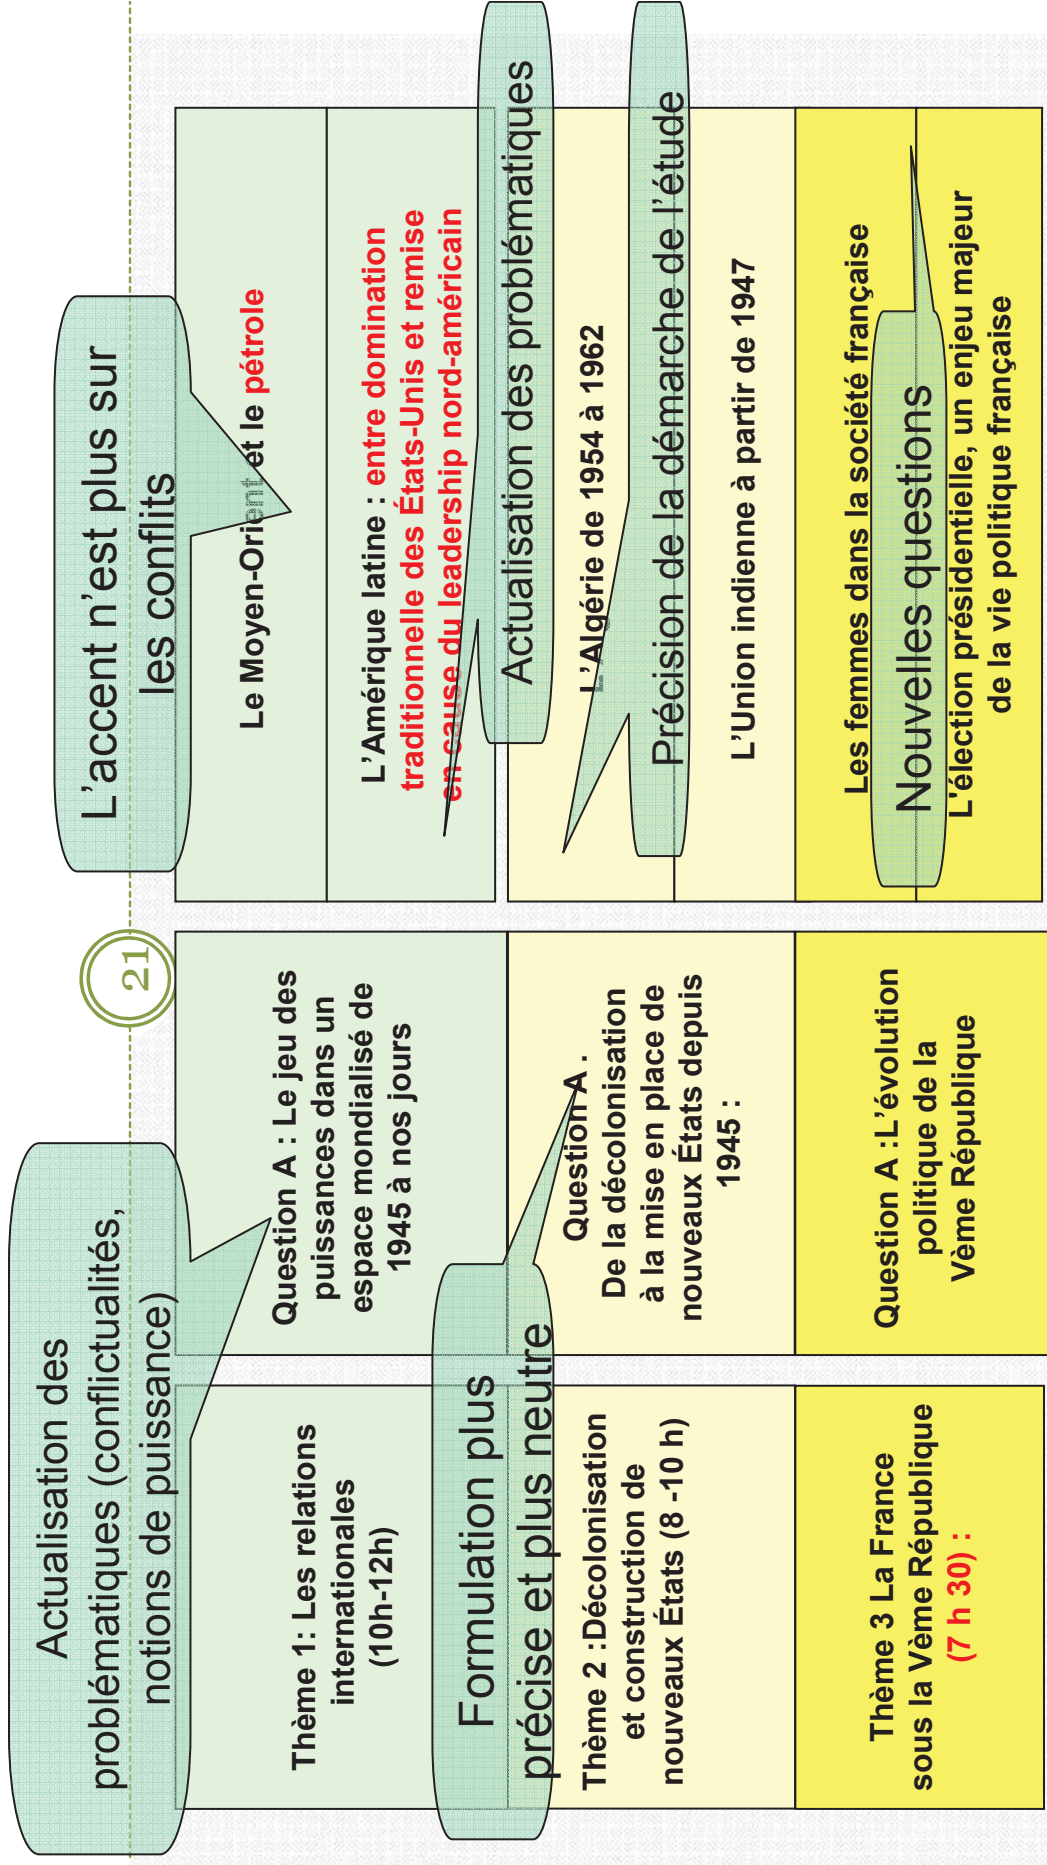 Actualisation des
problématiques (conflictualités,
notions de puissance)
21
L'accent n'est plus sur
les conflits
Thème 1: Les relations
internationales
(10h-12h)
Question A : Le jeu des
puissances dans un
espace mondialisé de
1945 à nos jours
Le Moyen-Orient et le pétrole
L'Amérique latine : entre domination
traditionnelle des États-Unis et remise
en cause du leadership nord-américain
Formulation plus
précise et plus neutre
Actualisation des problématiques
Thème 2 :Décolonisation
et construction de
nouveaux États (8 -10 h)
Question A .
De la décolonisation
à la mise en place de
nouveaux États depuis
1945 :
L'Algérie de 1954 à 1962
Précision de la démarche de l'étude
L'Union indienne à partir de 1947
Thème 3 La France
sous la Vème République
(7 h 30) :
Question A :L'évolution
politique de la
Vème République
Les femmes dans la société française
Nouvelles questions
L'élection présidentielle, un enjeu majeur
de la vie politique française